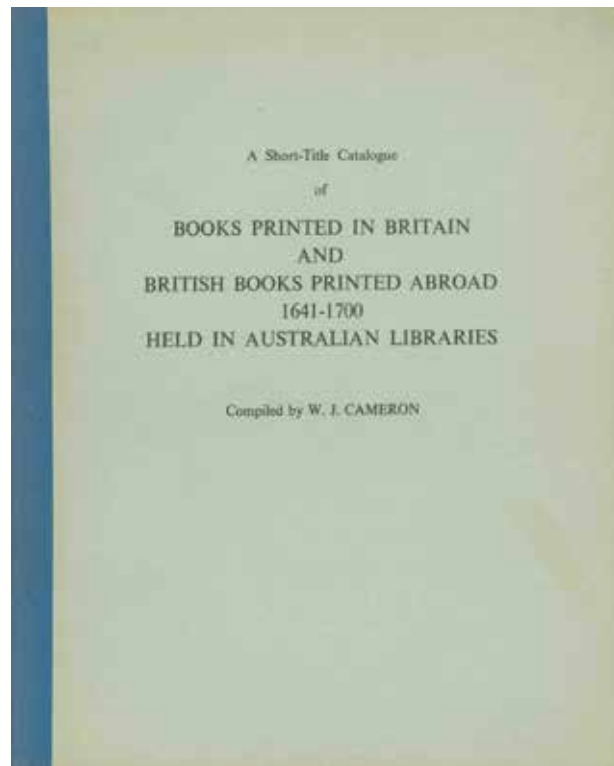 A Short-Title Catalogue
of
BOOKS PRINTED IN BRITAIN
AND
BRITISH BOOKS PRINTED ABROAD
1641-1700
HELD IN AUSTRALIAN LIBRARIES
Compiled by W. J. CAMERON